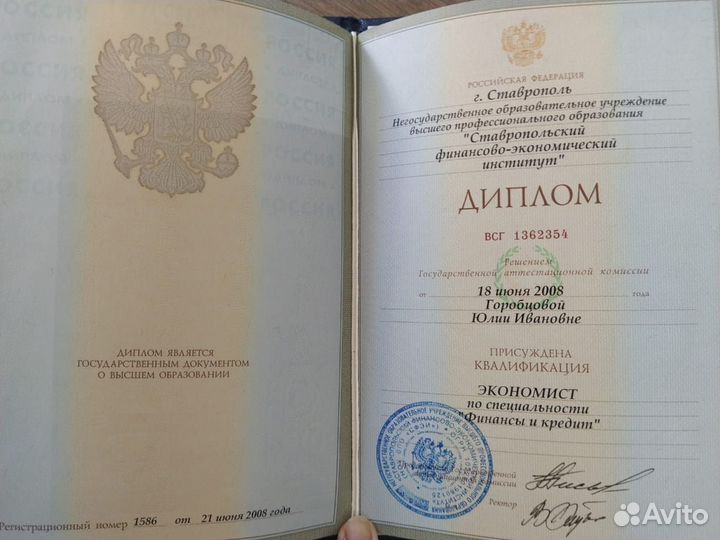 ДИПЛОМ ЯВЛЯЕТСЯ
ГОСУДАРСТВЕННЫМ ДОКУМЕНТОМ
О ВЫСШЕМ ОБРАЗОВАНИИ
Регистрационный номер 1586 от 21 июня 2008 года
РОССИЙСКАЯ ФЕДЕРАЦИЯ
г. Ставрополь
Негосударственное образовательное учреждение
высшего профессионального образования
"Ставропольский
финансово-экономический
институт"
ДИПЛОМ
ВСГ 1362354
Решением
Государственной аттестационной комиссии
от 18 июня 2008 года
Горобцовой
Юлии Ивановне
ПРИСУЖДЕНА
КВАЛИФИКАЦИЯ
ЭКОНОМИСТ
по специальности
"Финансы и кредит"
Ректор
Avito